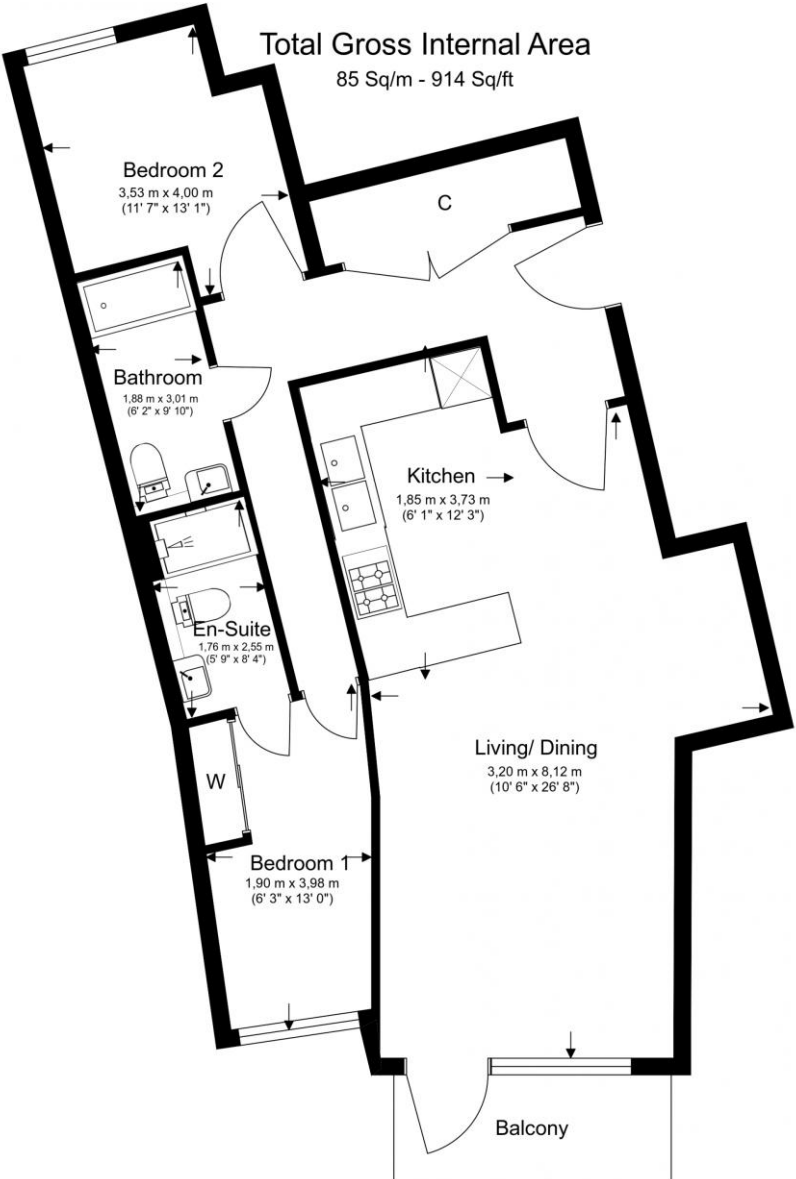 Total Gross Internal Area
85 Sq/m - 914 Sq/ft
Bedroom 2
3,53 m x 4,00 m
(11' 7" x 13' 1")
C
Bathroom
1,88 m x 3,01 m
(6' 2" x 9' 10")
Kitchen
1,85 m x 3,73 m
(6' 1" x 12' 3")
En-Suite
1,76 m x 2,55 m
(5' 9" x 8' 4")
Living/ Dining
3,20 m x 8,12 m
(10' 6" x 26' 8")
W
Bedroom 1
1,90 m x 3,98 m
(6' 3" x 13' 0")
Balcony